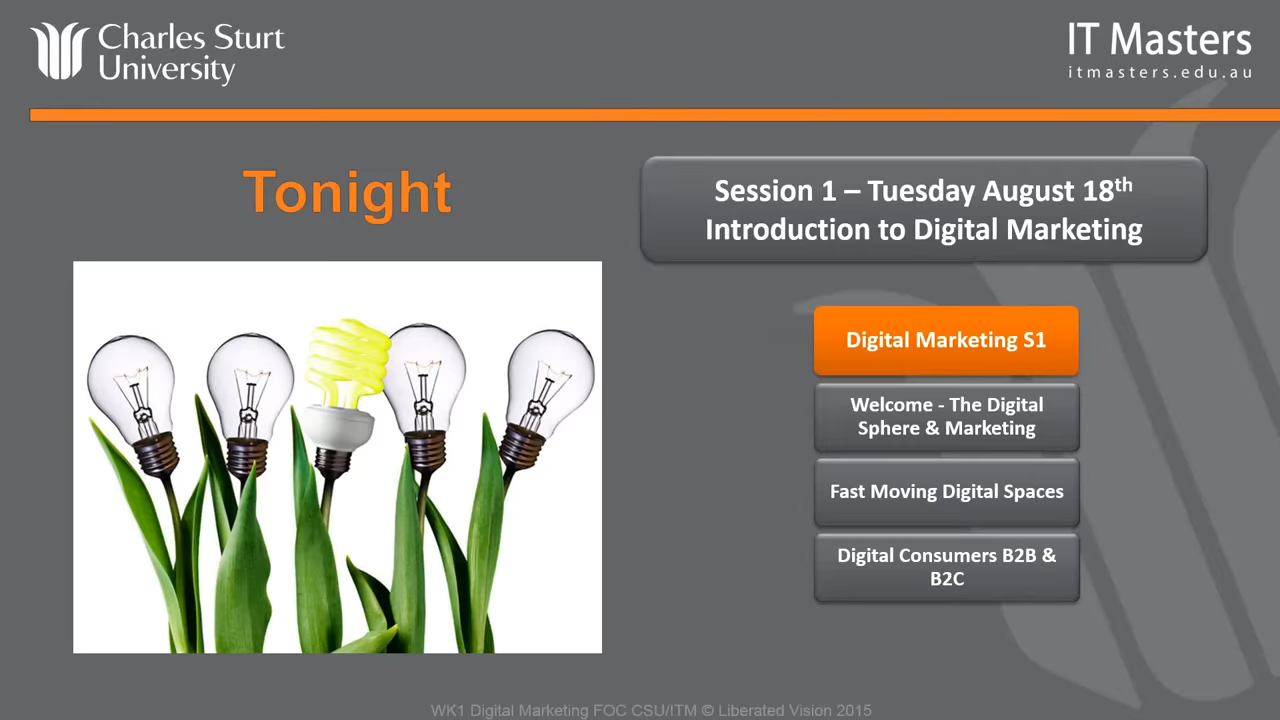 Charles Sturt
University
IT Masters
itmasters.edu.au
Tonight
Session 1 – Tuesday August 18th
Introduction to Digital Marketing
Digital Marketing S1
Welcome - The Digital
Sphere & Marketing
Fast Moving Digital Spaces
Digital Consumers B2B &
B2C
WK1 Digital Marketing FOC CSU/ITM © Liberated Vision 2015